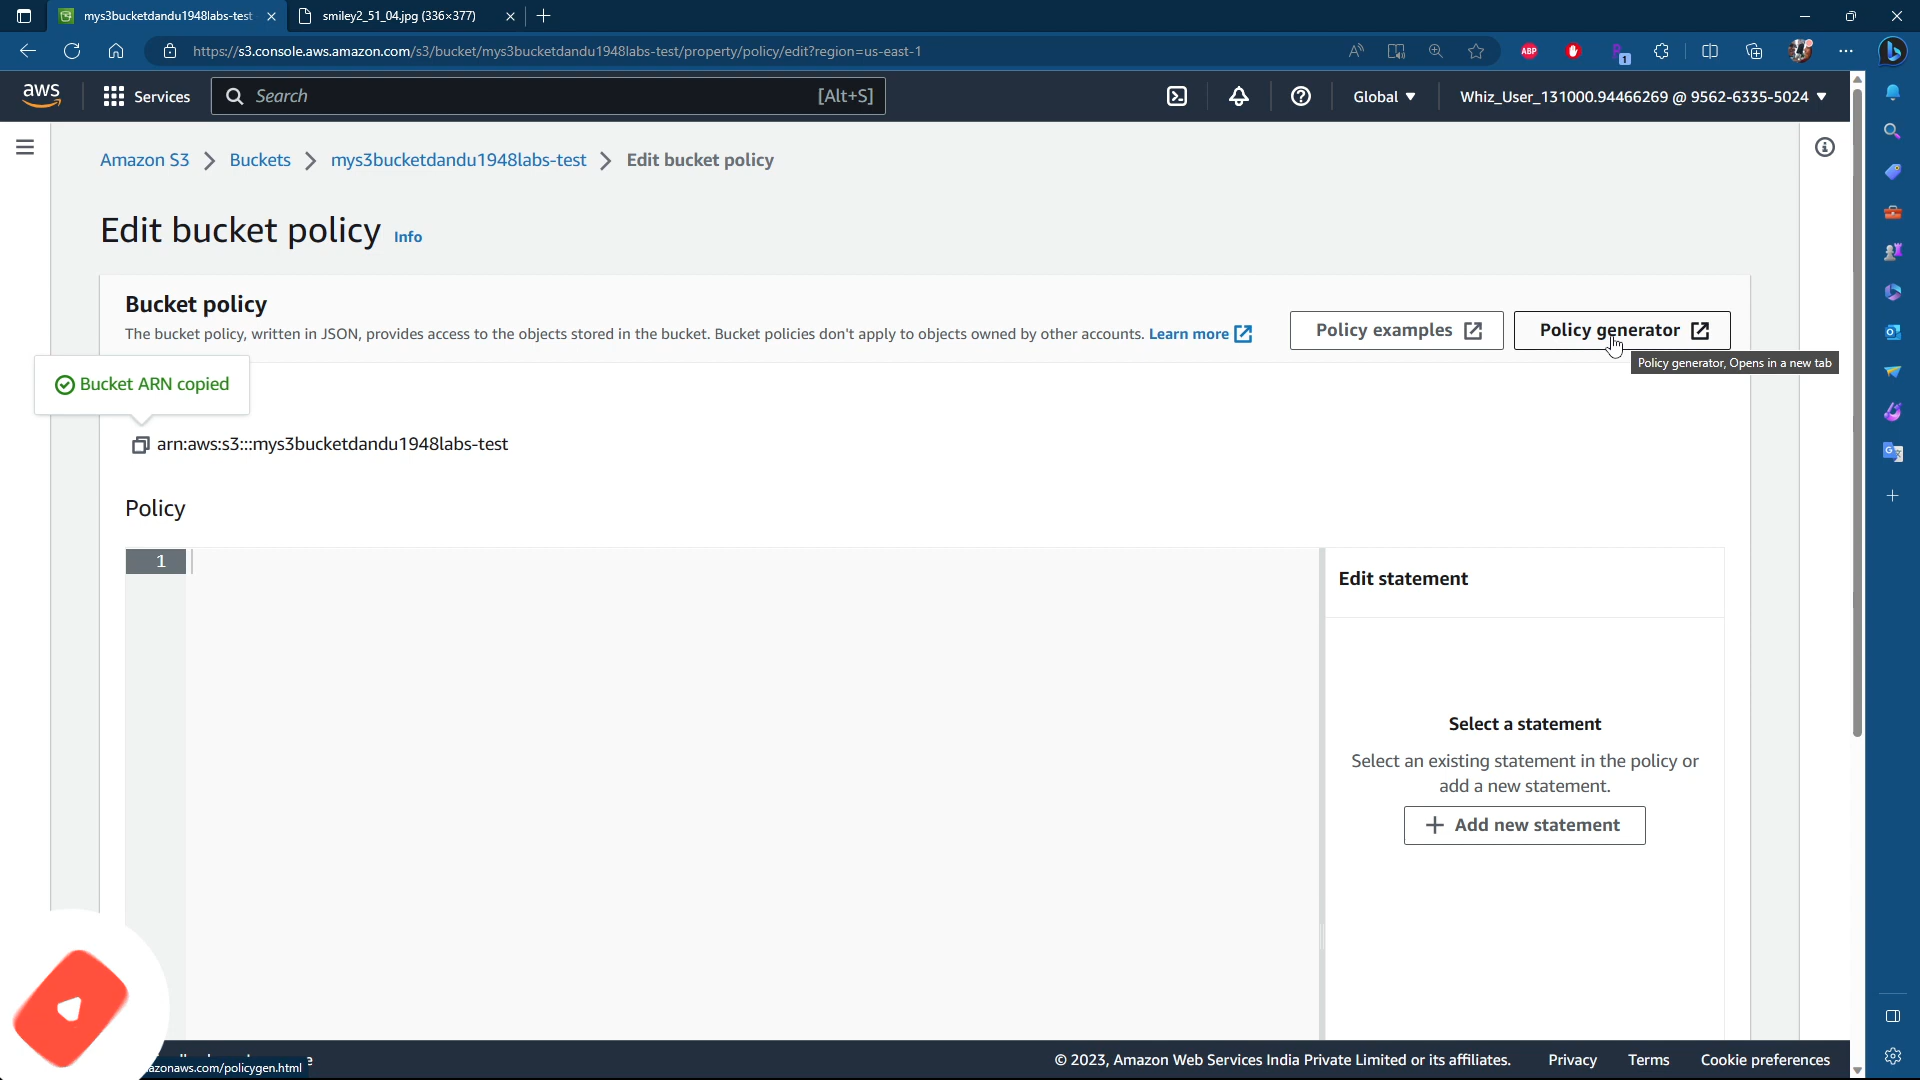 mys3bucketdandu1948labs-test
smiley2_51_04.jpg (336×377)
https://s3.console.aws.amazon.com/s3/bucket/mys3bucketdandu1948labs-test/property/policy/edit?region=us-east-1
ABP
1
aws
Services
Search
[Alt+S]
Global
Whiz_User_131000.94466269 @ 9562-6335-5024
Amazon S3 > Buckets > mys3bucketdandu1948labs-test > Edit bucket policy
Edit bucket policy Info
Bucket policy
The bucket policy, written in JSON, provides access to the objects stored in the bucket. Bucket policies don't apply to objects owned by other accounts. Learn more
Policy examples
Policy generator
Policy generator, Opens in a new tab
Bucket ARN copied
arn:aws:s3:::mys3bucketdandu1948labs-test
Policy
1
Edit statement
Select a statement
Select an existing statement in the policy or
add a new statement.
+ Add new statement
azonaws.com/policygen.html
© 2023, Amazon Web Services India Private Limited or its affiliates.
Privacy
Terms
Cookie preferences